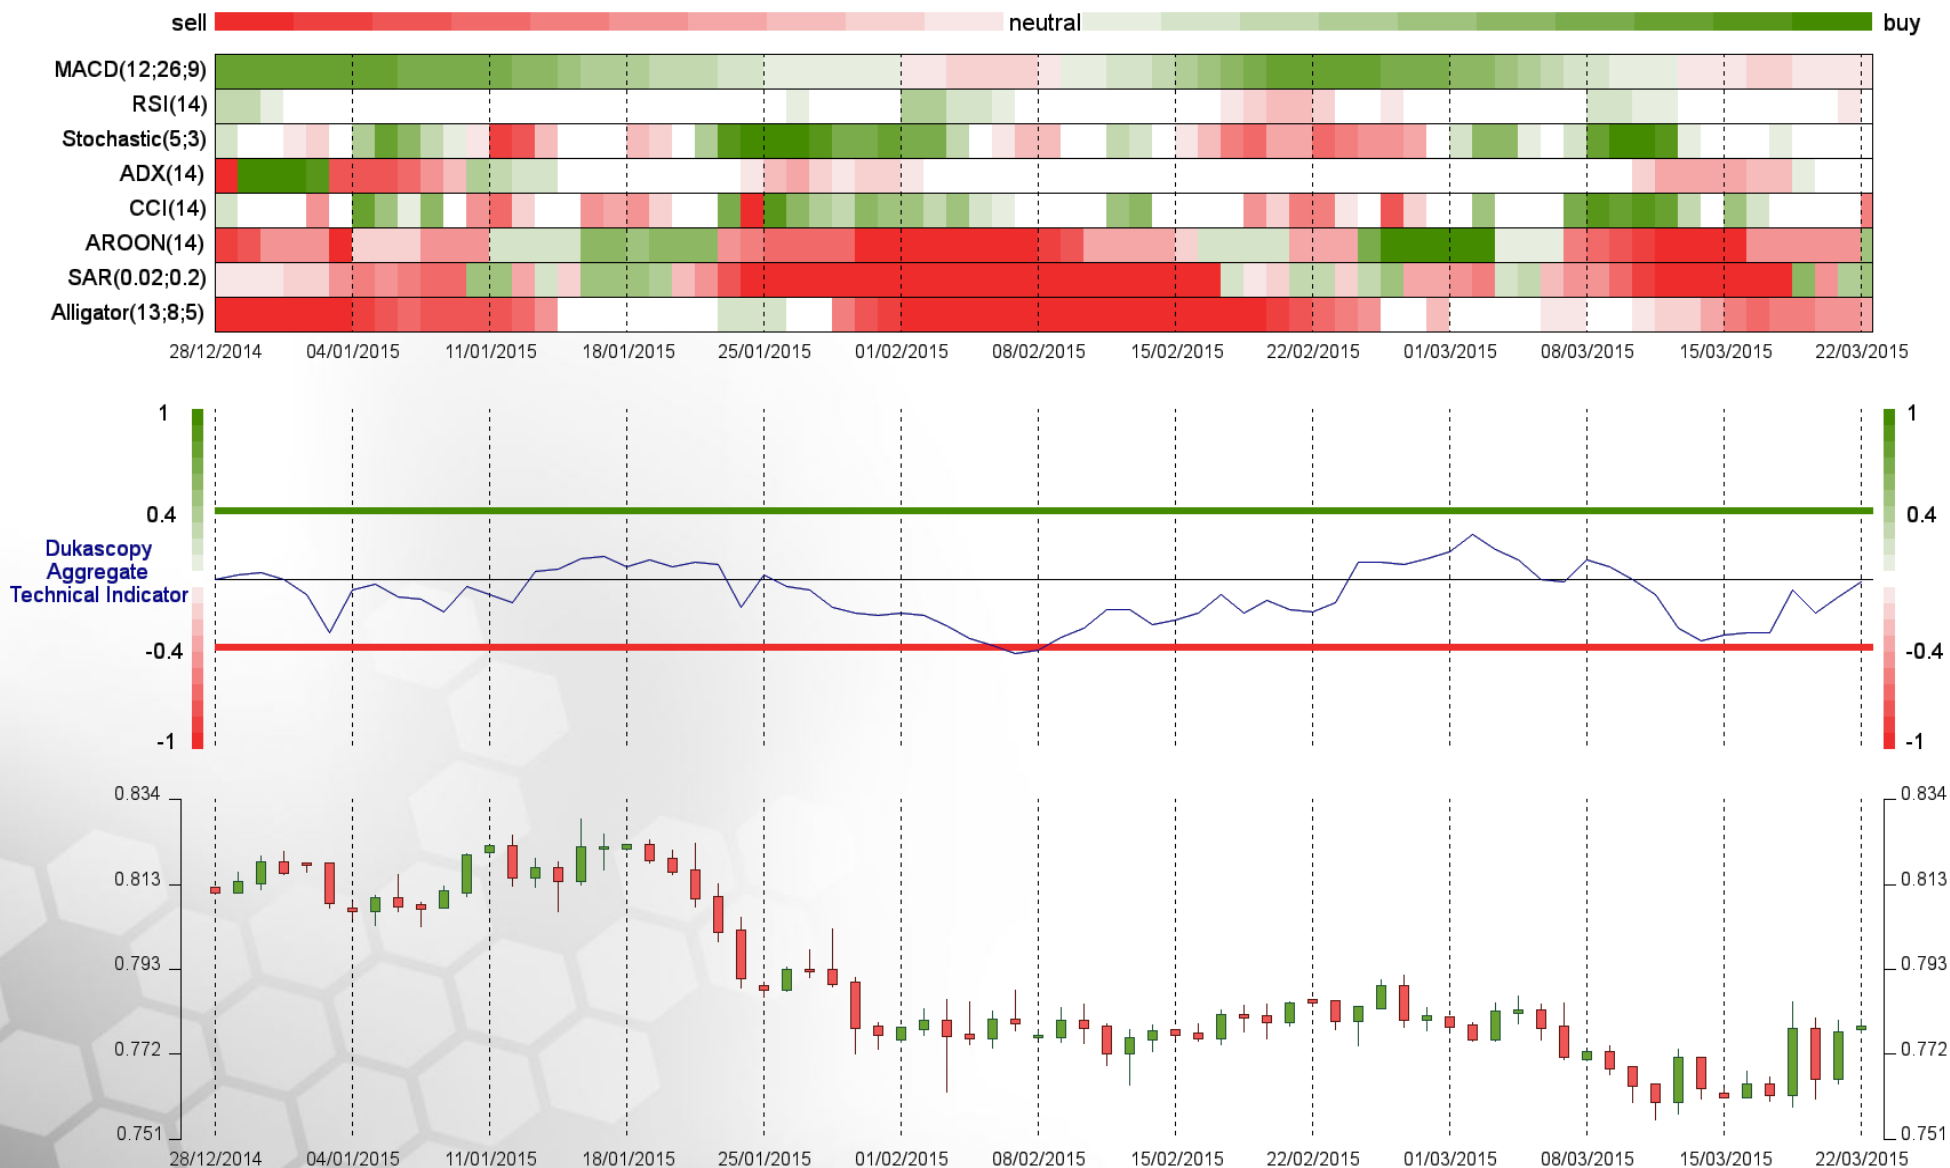 sell neutral buy
MACD(12;26;9)
RSI(14)
Stochastic(5;3)
ADX(14)
CCI(14)
AROON(14)
SAR(0.02;0.2)
Alligator(13;8;5)
28/12/2014 04/01/2015 11/01/2015 18/01/2015 25/01/2015 01/02/2015 08/02/2015 15/02/2015 22/02/2015 01/03/2015 08/03/2015 15/03/2015 22/03/2015
1 1
0.4 0.4
Dukascopy
Aggregate
Technical Indicator
-0.4 -0.4
-1 -1
0.834 0.834
0.813 0.813
0.793 0.793
0.772 0.772
0.751 0.751
28/12/2014 04/01/2015 11/01/2015 18/01/2015 25/01/2015 01/02/2015 08/02/2015 15/02/2015 22/02/2015 01/03/2015 08/03/2015 15/03/2015 22/03/2015